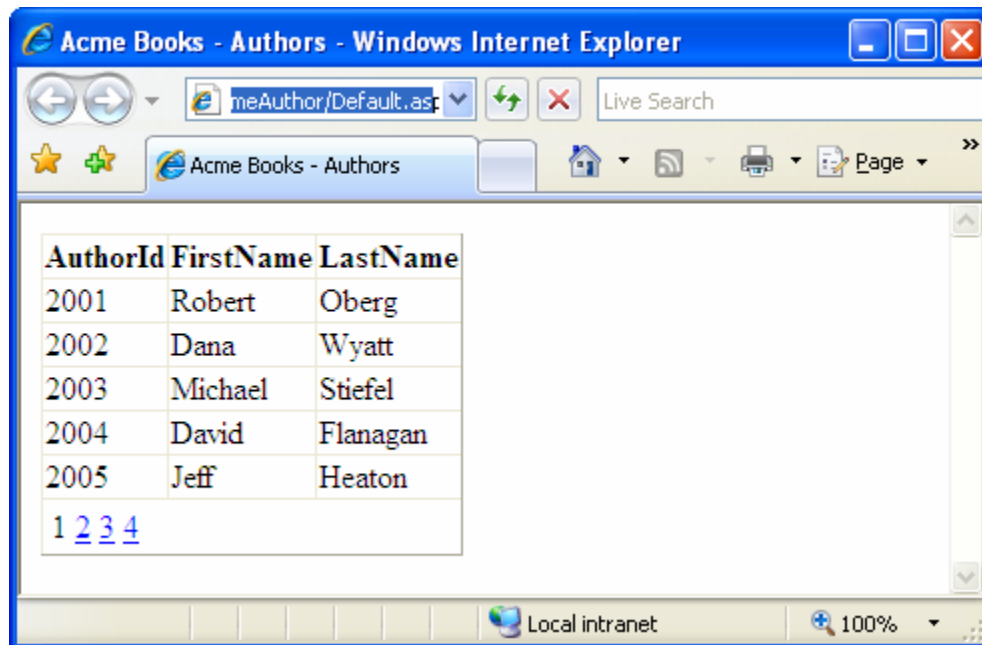 Acme Books - Authors - Windows Internet Explorer
meAuthor/Default.asp Live Search
Acme Books - Authors Page »
AuthorId FirstName LastName
2001 Robert Oberg
2002 Dana Wyatt
2003 Michael Stiefel
2004 David Flanagan
2005 Jeff Heaton
1 2 3 4
Local intranet 100%